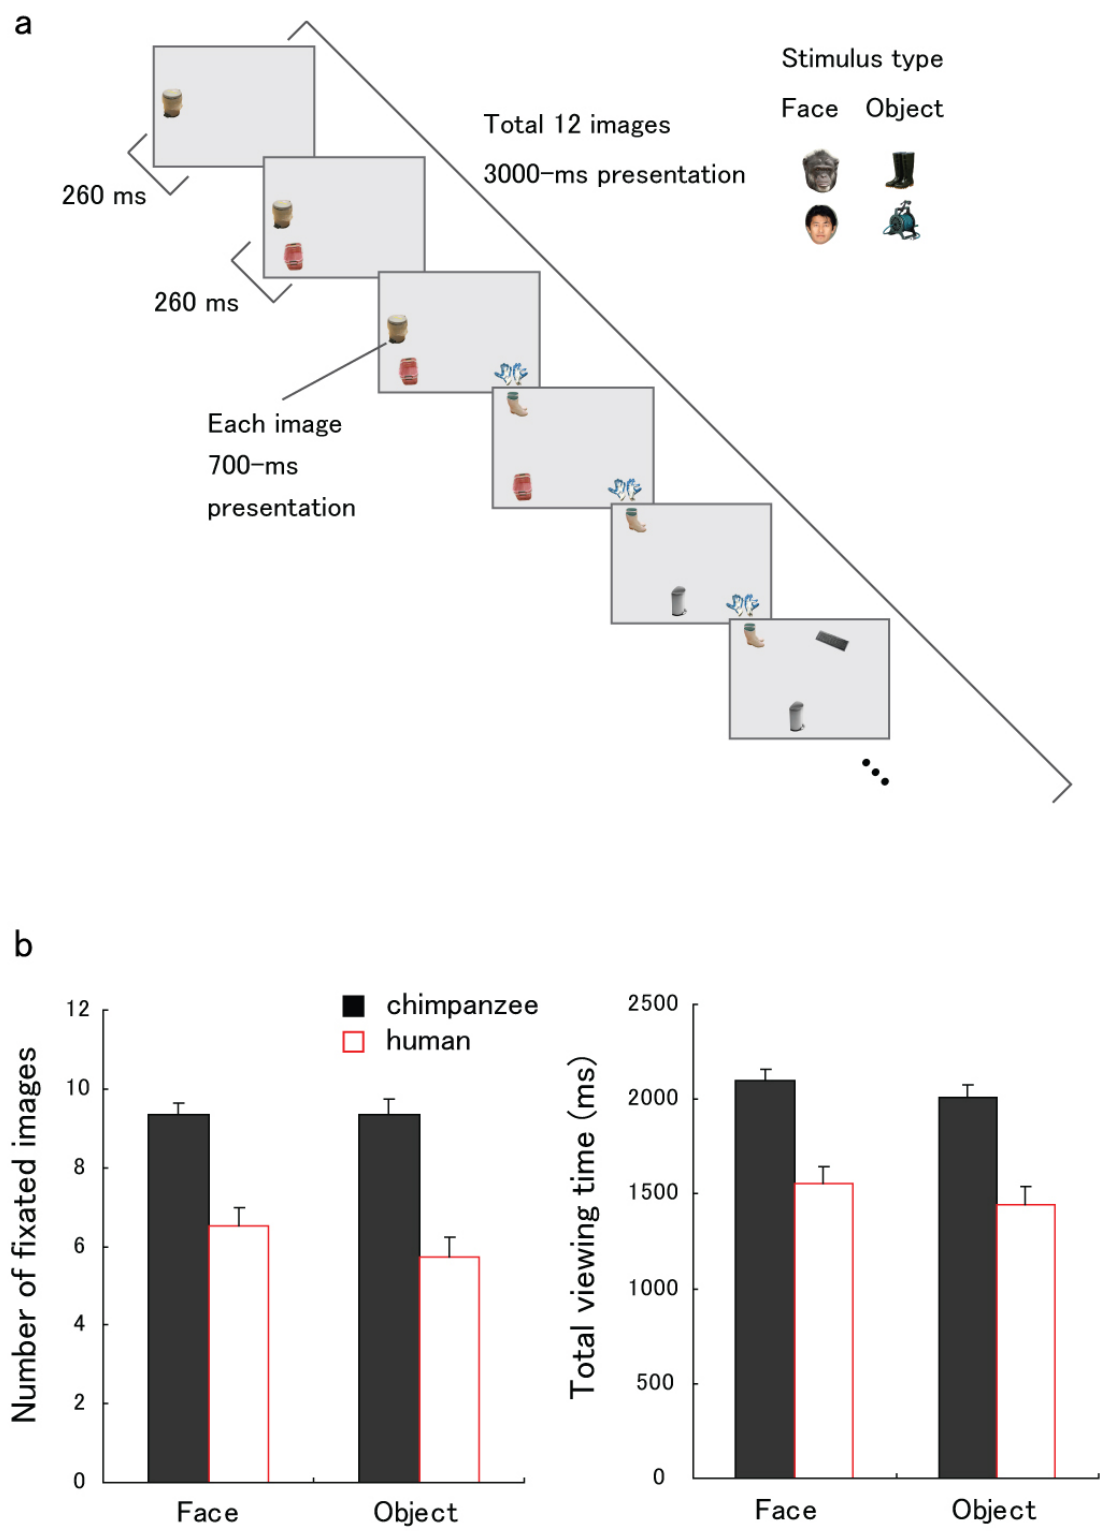 a
Stimulus type
Face Object
Total 12 images
3000-ms presentation
260 ms
260 ms
Each image
700-ms
presentation
b
chimpanzee
human
Number of fixated images
12
10
8
6
4
2
0
Face Object
Total viewing time (ms)
2500
2000
1500
1000
500
0
Face Object